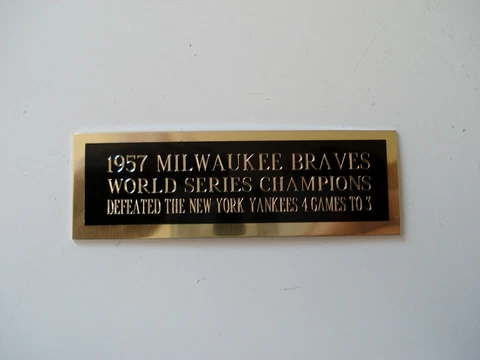 1957 MILWAUKEE BRAVES
WORLD SERIES CHAMPIONS
DEFEATED THE NEW YORK YANKEES 4 GAMES TO 3